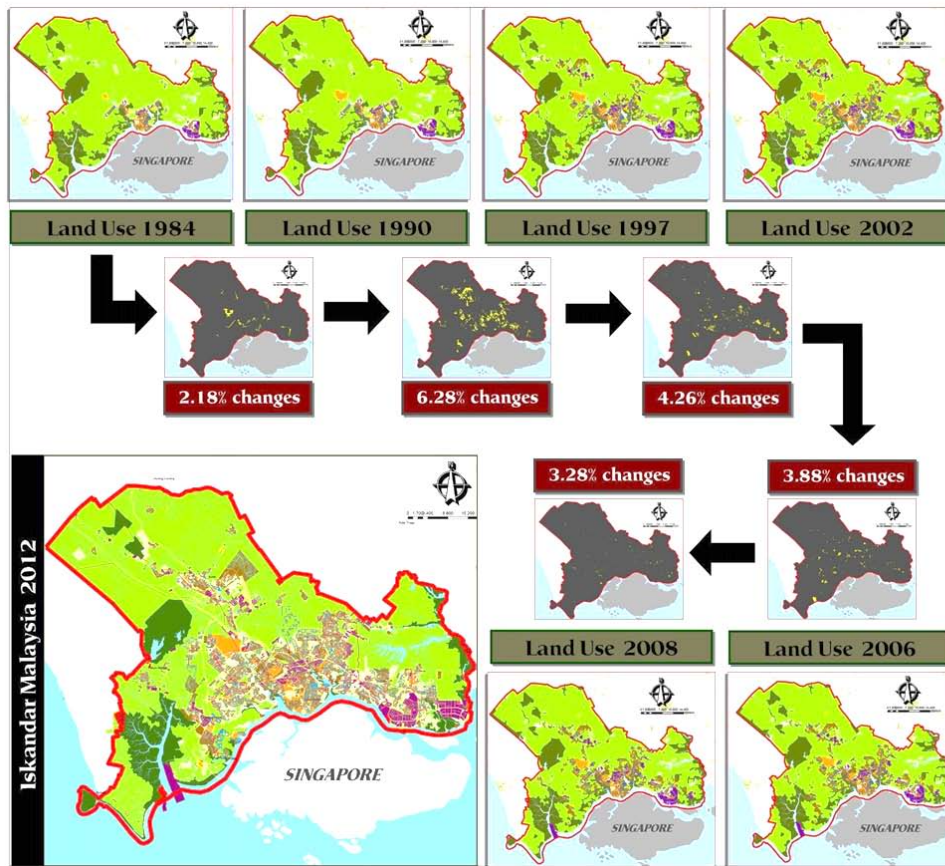 SINGAPORE
SINGAPORE
SINGAPORE
SINGAPORE
Land Use 1984
Land Use 1990
Land Use 1997
Land Use 2002
2.18% changes
6.28% changes
4.26% changes
3.28% changes
3.88% changes
Iskandar Malaysia 2012
SINGAPORE
Land Use 2008
Land Use 2006
SINGAPORE
SINGAPORE